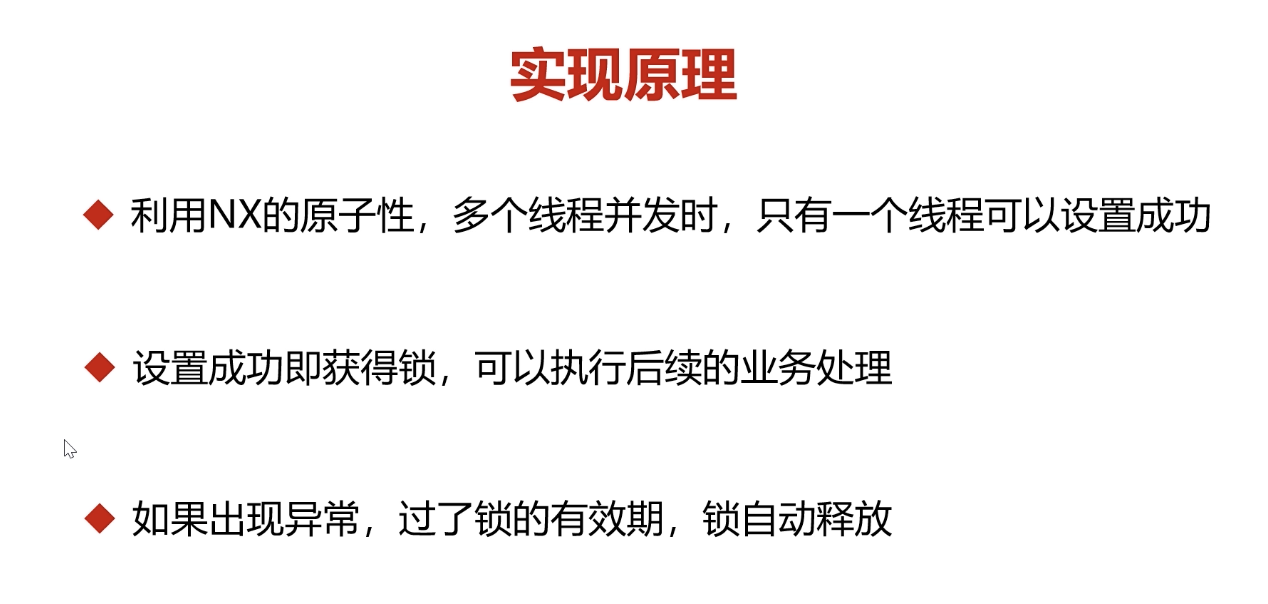 实现原理
利用NX的原子性，多个线程并发时，只有一个线程可以设置成功
设置成功即获得锁，可以执行后续的业务处理
如果出现异常，过了锁的有效期，锁自动释放